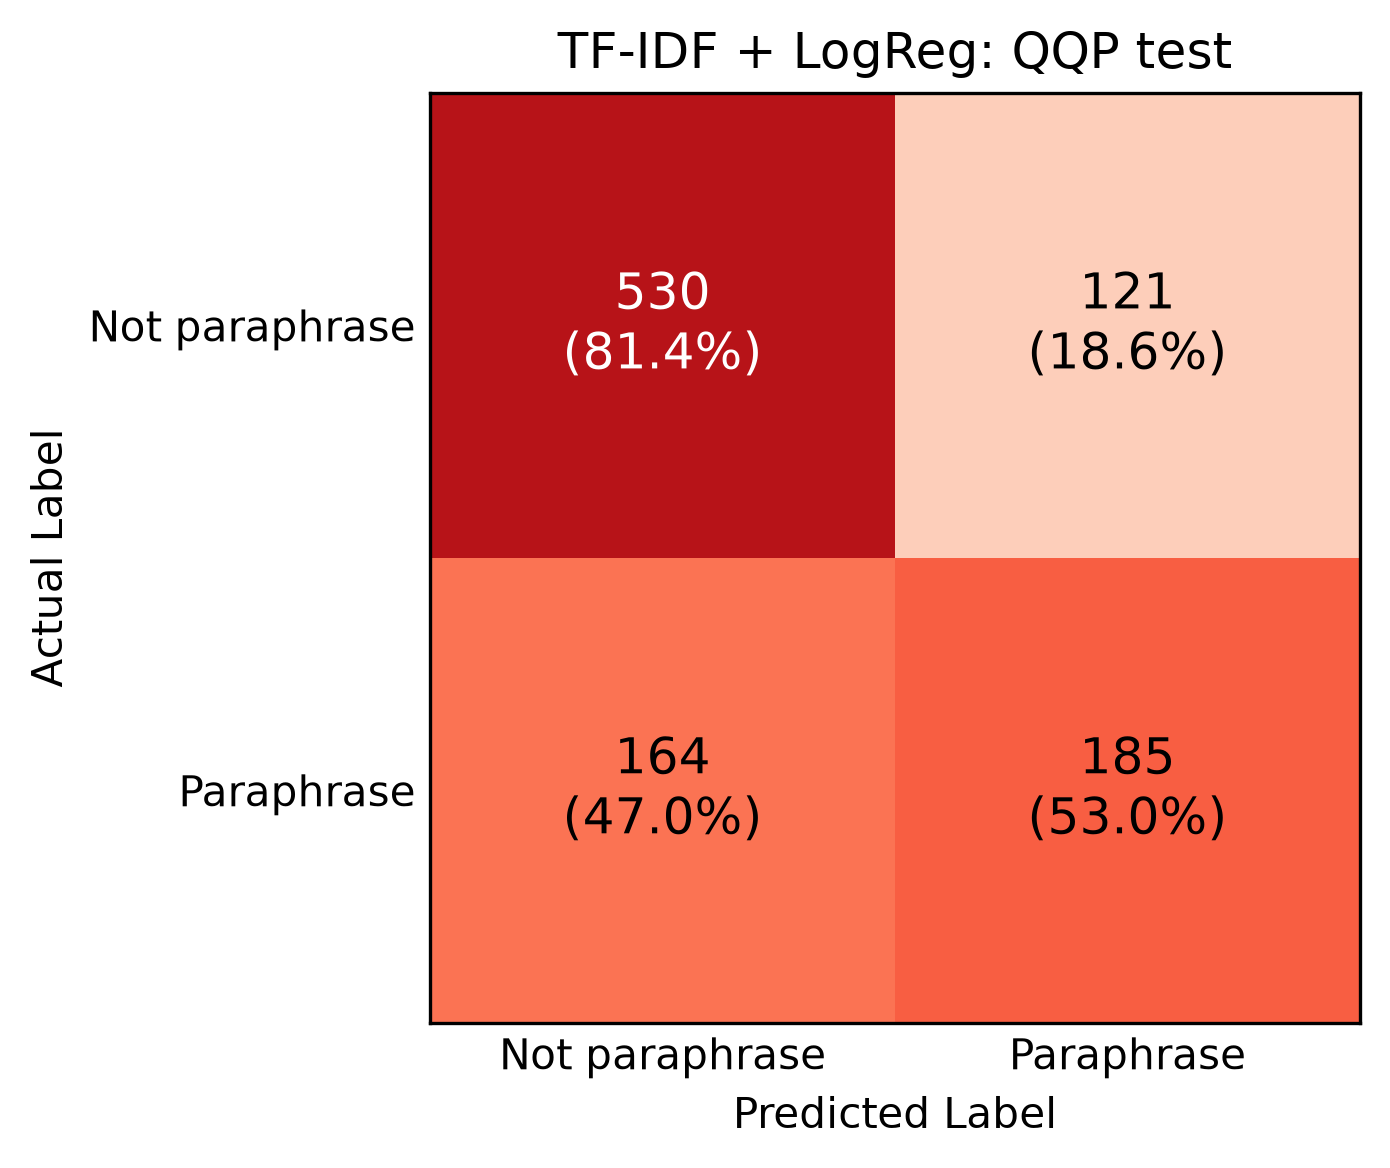 TF-IDF + LogReg: QQP test
Actual Label
Not paraphrase
530
(81.4%)
121
(18.6%)
Paraphrase
164
(47.0%)
185
(53.0%)
Not paraphrase
Paraphrase
Predicted Label